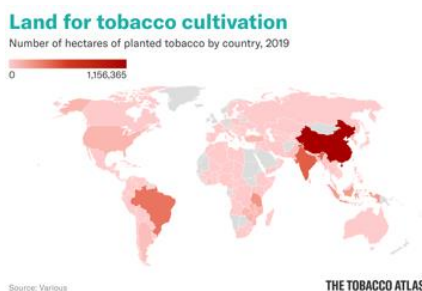 Land for tobacco cultivation
Number of hectares of planted tobacco by country, 2019
0 1,156,365
Source: Various
THE TOBACCO ATLAS